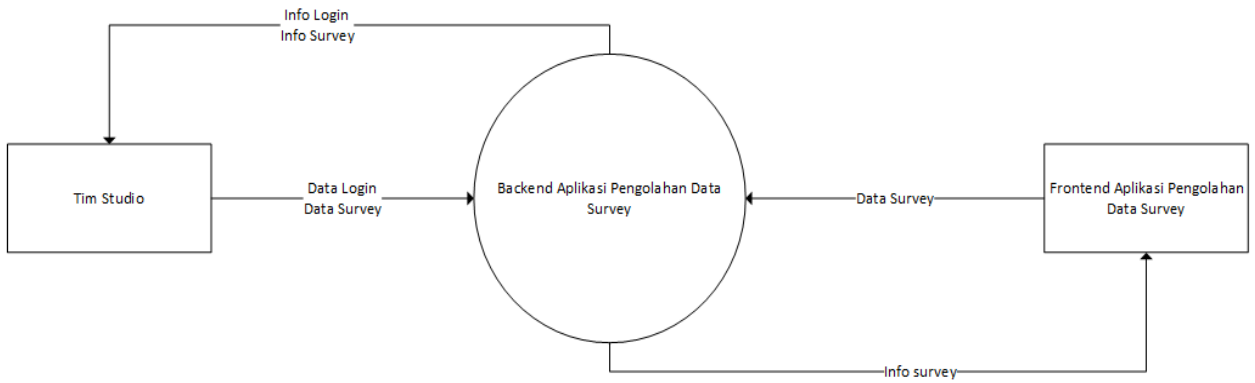 Info Login
Info Survey
Tim Studio
Data Login
Data Survey
Backend Aplikasi Pengolahan Data
Survey
Data Survey
Frontend Aplikasi Pengolahan
Data Survey
Info survey